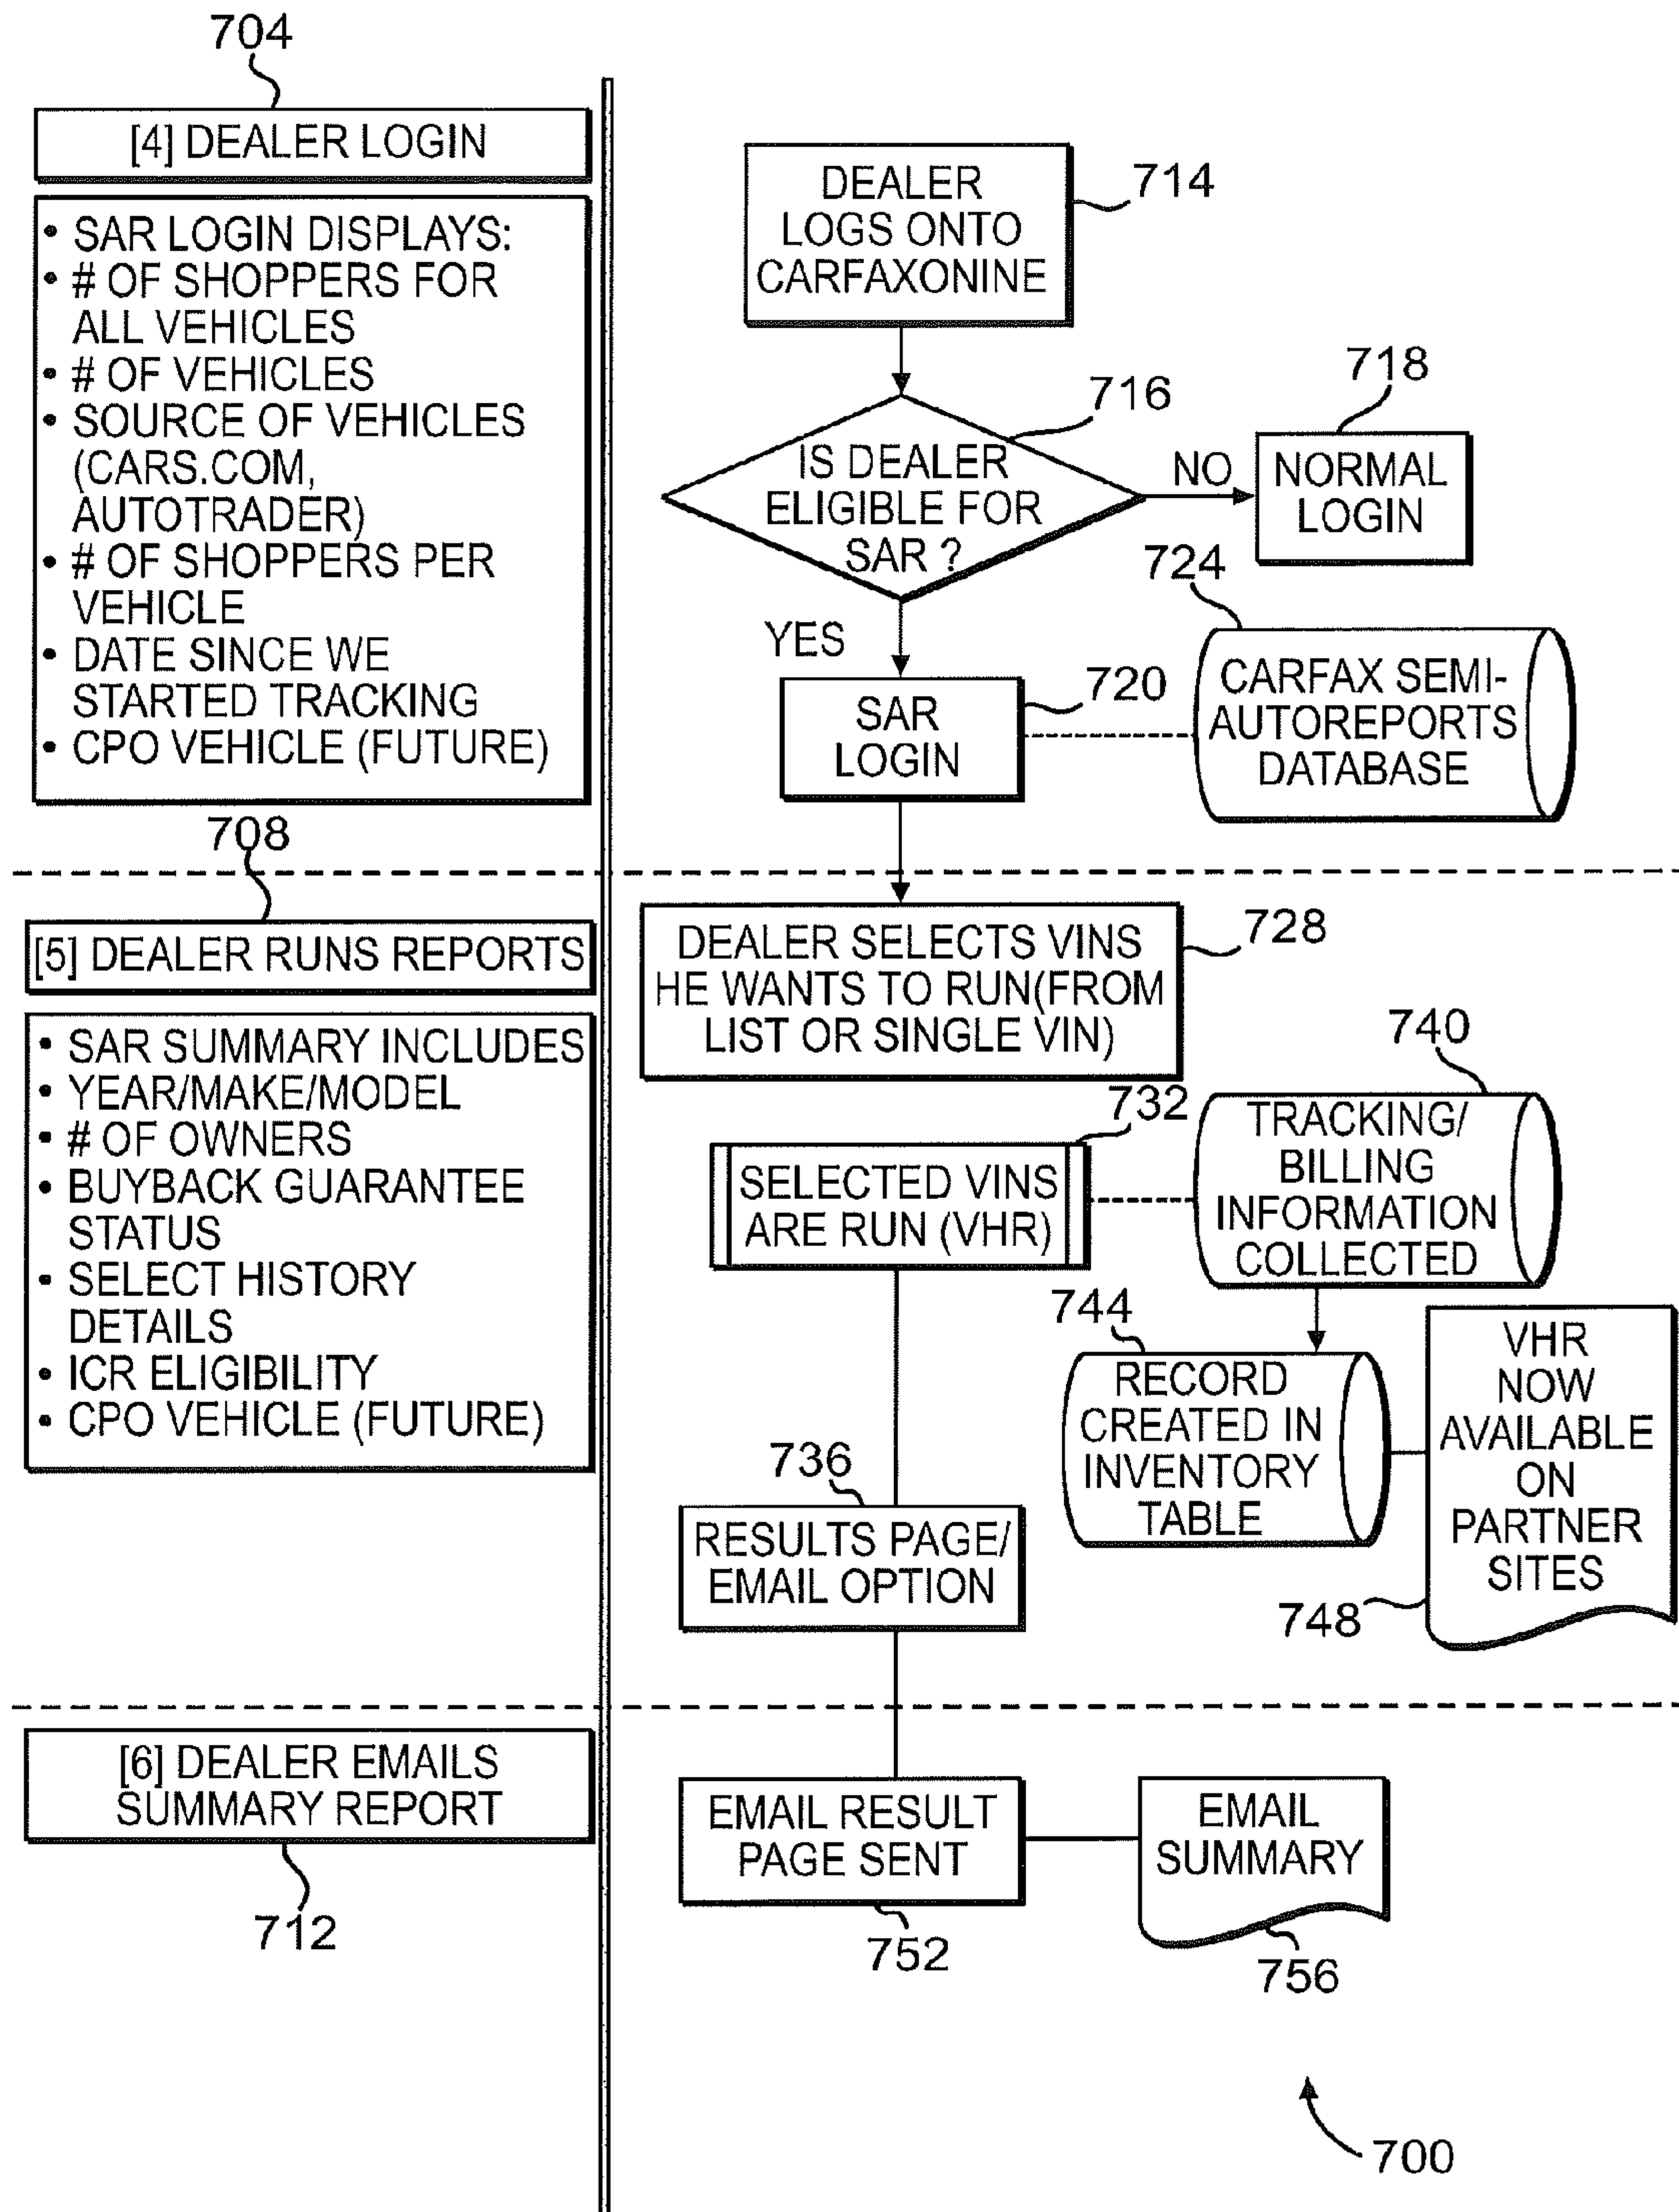 704
[4] DEALER LOGIN
• SAR LOGIN DISPLAYS:
• # OF SHOPPERS FOR
ALL VEHICLES
• # OF VEHICLES
• SOURCE OF VEHICLES
(CARS.COM,
AUTOTRADER)
• # OF SHOPPERS PER
VEHICLE
• DATE SINCE WE
STARTED TRACKING
• CPO VEHICLE (FUTURE)
DEALER
LOGS ONTO
CARFAXONINE
714
716
IS DEALER
ELIGIBLE FOR
SAR ?
NO
718
NORMAL
LOGIN
YES
720
SAR
LOGIN
724
CARFAX SEMI-
AUTOREPORTS
DATABASE
708
[5] DEALER RUNS REPORTS
• SAR SUMMARY INCLUDES
• YEAR/MAKE/MODEL
• # OF OWNERS
• BUYBACK GUARANTEE
STATUS
• SELECT HISTORY
DETAILS
• ICR ELIGIBILITY
• CPO VEHICLE (FUTURE)
DEALER SELECTS VINS
HE WANTS TO RUN(FROM
LIST OR SINGLE VIN)
728
732
SELECTED VINS
ARE RUN (VHR)
740
TRACKING/
BILLING
INFORMATION
COLLECTED
744
RECORD
CREATED IN
INVENTORY
TABLE
VHR
NOW
AVAILABLE
ON
PARTNER
SITES
748
736
RESULTS PAGE/
EMAIL OPTION
[6] DEALER EMAILS
SUMMARY REPORT
712
EMAIL RESULT
PAGE SENT
752
EMAIL
SUMMARY
756
700